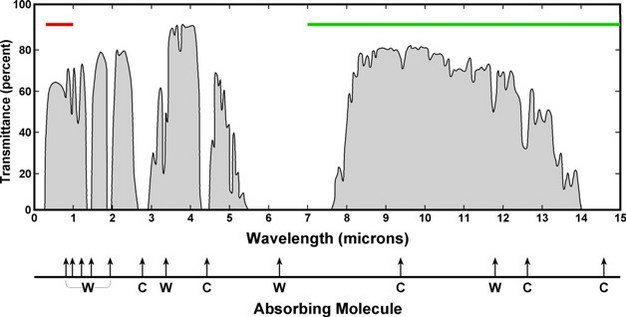 Transmittance (percent)
100
80
60
40
20
0
0 1 2 3 4 5 6 7 8 9 10 11 12 13 14 15
Wavelength (microns)
W C W C W C W C C
Absorbing Molecule